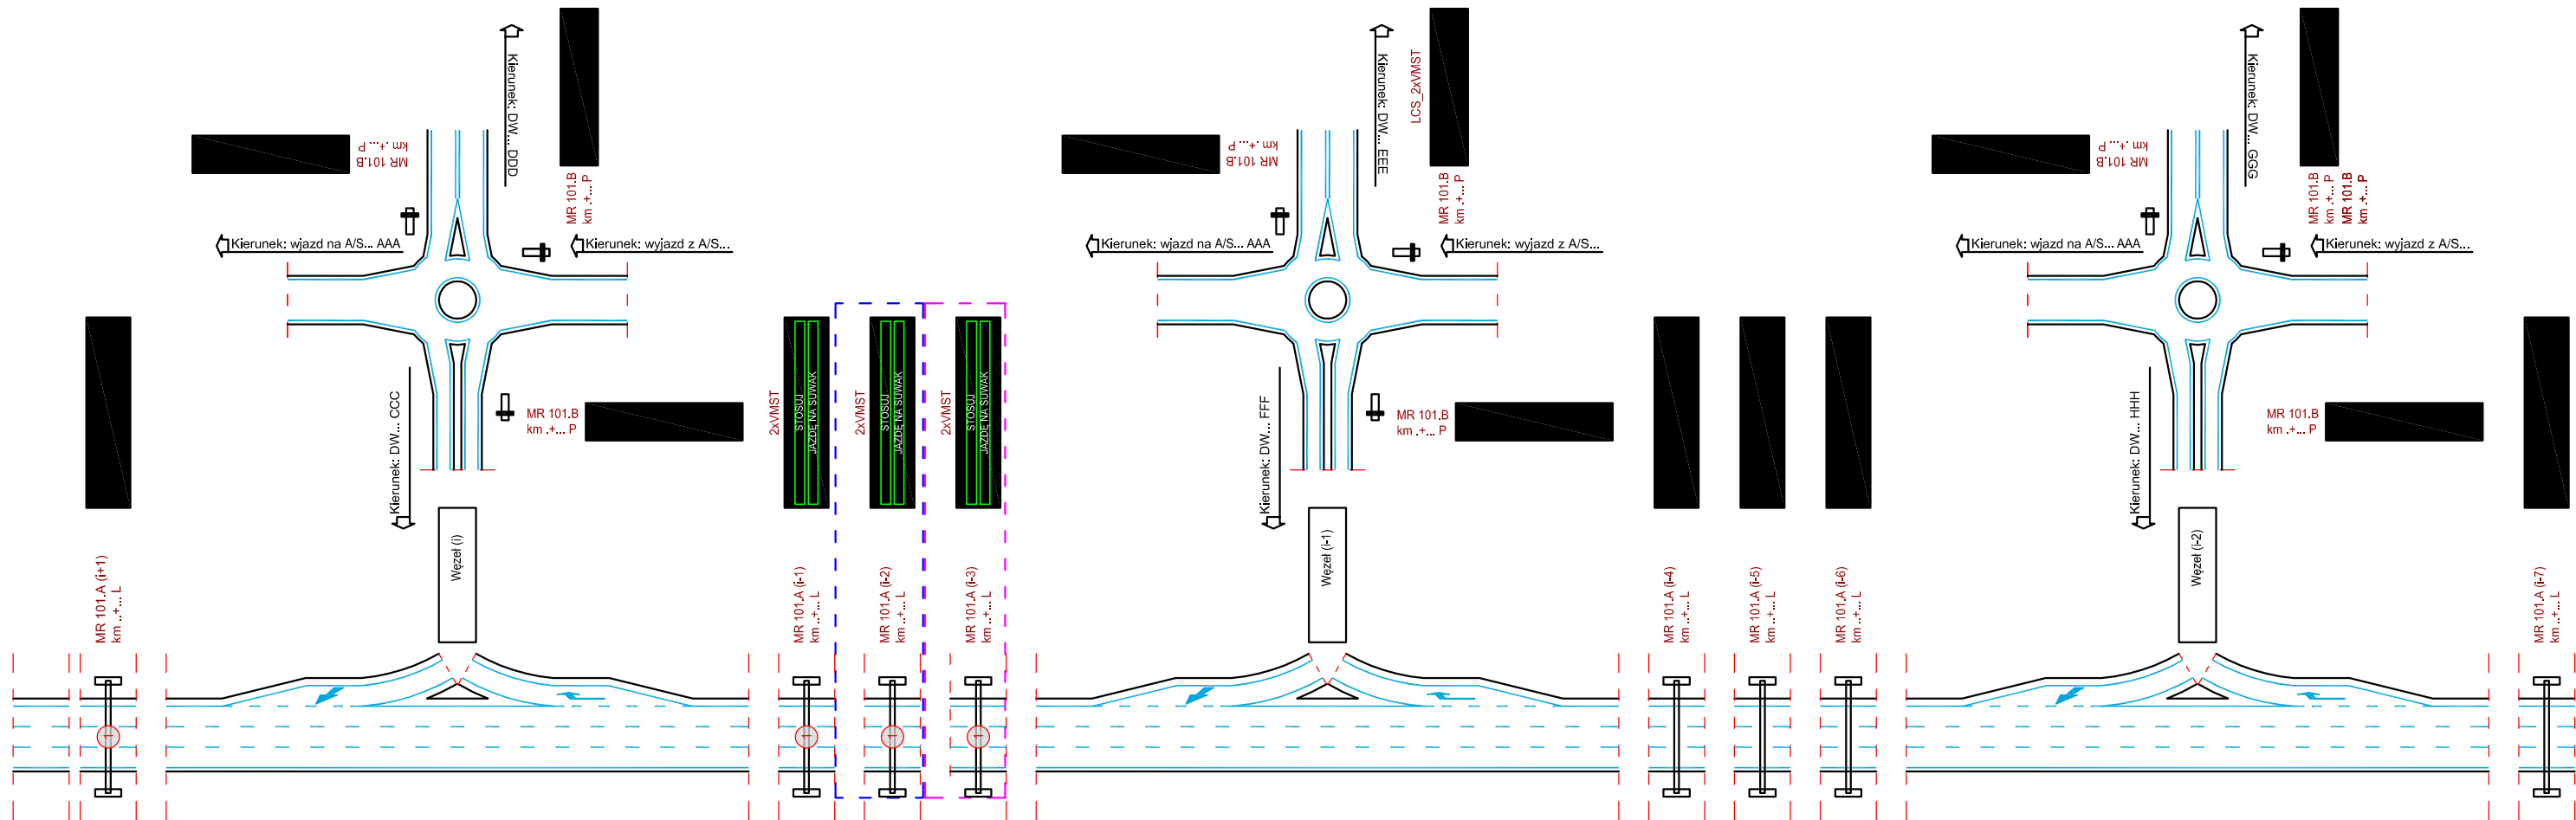 Kierunek: DW... DDD
MR 101.B
km .+... P
MR 101.B
km .+... P
Kierunek: wjazd na A/S... AAA
Kierunek: wyjazd z A/S...
Kierunek: DW... CCC
MR 101.B
km .+... P
Węzeł (i)
MR 101.A (i+1)
km ..+... L
1
2xVMST
STOSUJ
JAZDĘ NA SUWAK
MR 101.A (i-1)
km ..+... L
1
2xVMST
STOSUJ
JAZDĘ NA SUWAK
MR 101.A (i-2)
km ..+... L
1
2xVMST
STOSUJ
JAZDĘ NA SUWAK
MR 101.A (i-3)
km ..+... L
1
Kierunek: DW... EEE
LCS_2xVMST
MR 101.B
km .+... P
MR 101.B
km .+... P
Kierunek: wjazd na A/S... AAA
Kierunek: wyjazd z A/S...
Kierunek: DW... FFF
MR 101.B
km .+... P
Węzeł (i-1)
MR 101.A (i-4)
km ..+... L
MR 101.A (i-5)
km ..+... L
MR 101.A (i-6)
km ..+... L
Kierunek: DW... GGG
MR 101.B
km .+... P
MR 101.B
km .+... P
MR 101.B
km .+... P
Kierunek: wjazd na A/S... AAA
Kierunek: wyjazd z A/S...
Kierunek: DW... HHH
MR 101.B
km .+... P
Węzeł (i-2)
MR 101.A (i-7)
km ..+... L